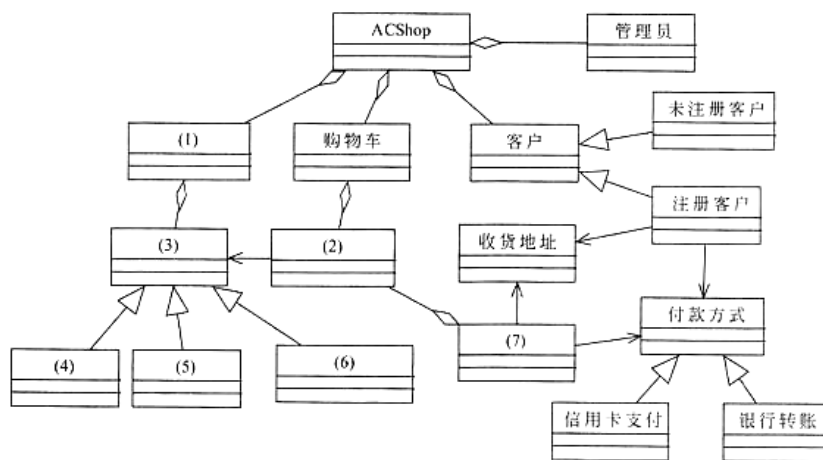 ACShop
管理员
未注册客户
(1)
购物车
客户
注册客户
(3)
(2)
收货地址
付款方式
(7)
(4)
(5)
(6)
信用卡支付
银行转账